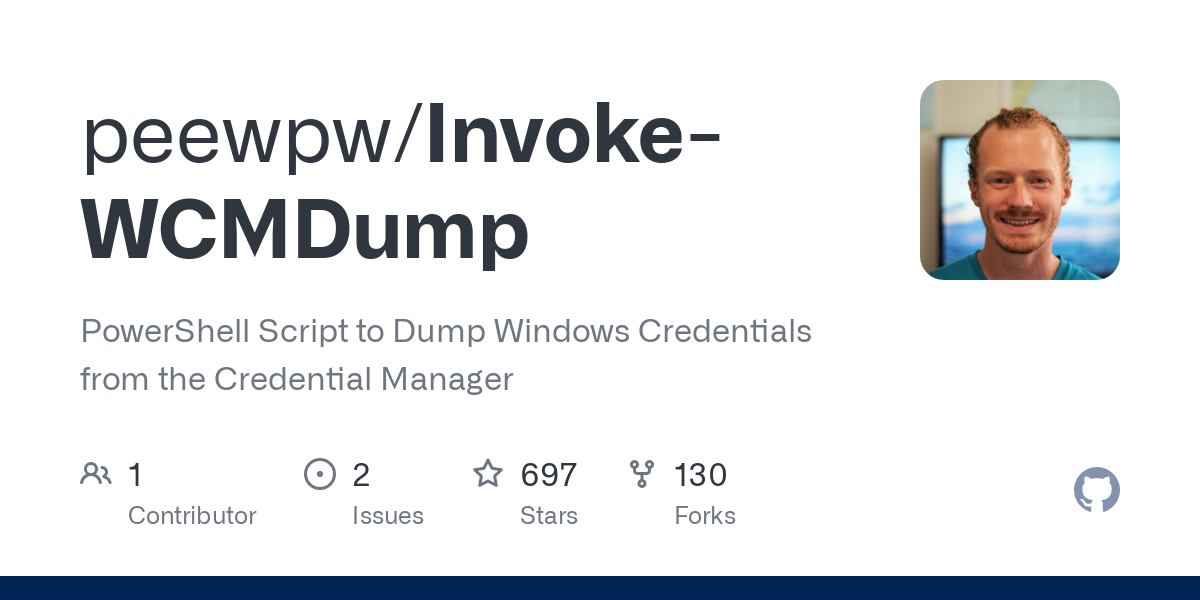 peewpw/Invoke-
WCMDump
PowerShell Script to Dump Windows Credentials
from the Credential Manager
1 2 697 130
Contributor Issues Stars Forks